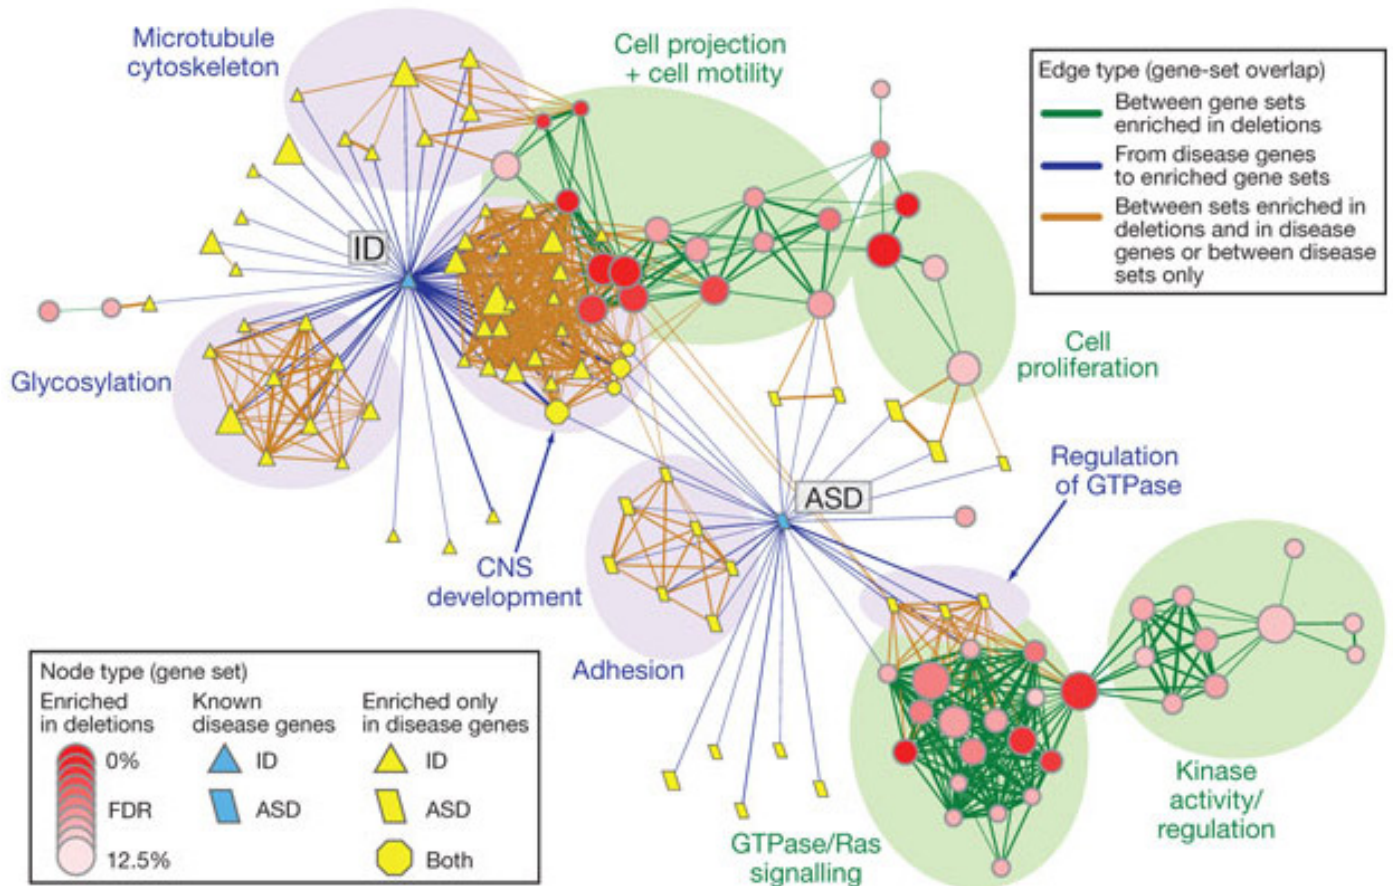 Microtubule
cytoskeleton
Cell projection
+ cell motility
Edge type (gene-set overlap)
Between gene sets
enriched in deletions
From disease genes
to enriched gene sets
Between sets enriched in
deletions and in disease
genes or between disease
sets only
ID
Glycosylation
Cell
proliferation
ASD
Regulation
of GTPase
CNS
development
Adhesion
Node type (gene set)
Enriched
in deletions
Known
disease genes
Enriched only
in disease genes
0%
FDR
12.5%
ID
ASD
ID
ASD
Both
GTPase/Ras
signalling
Kinase
activity/
regulation